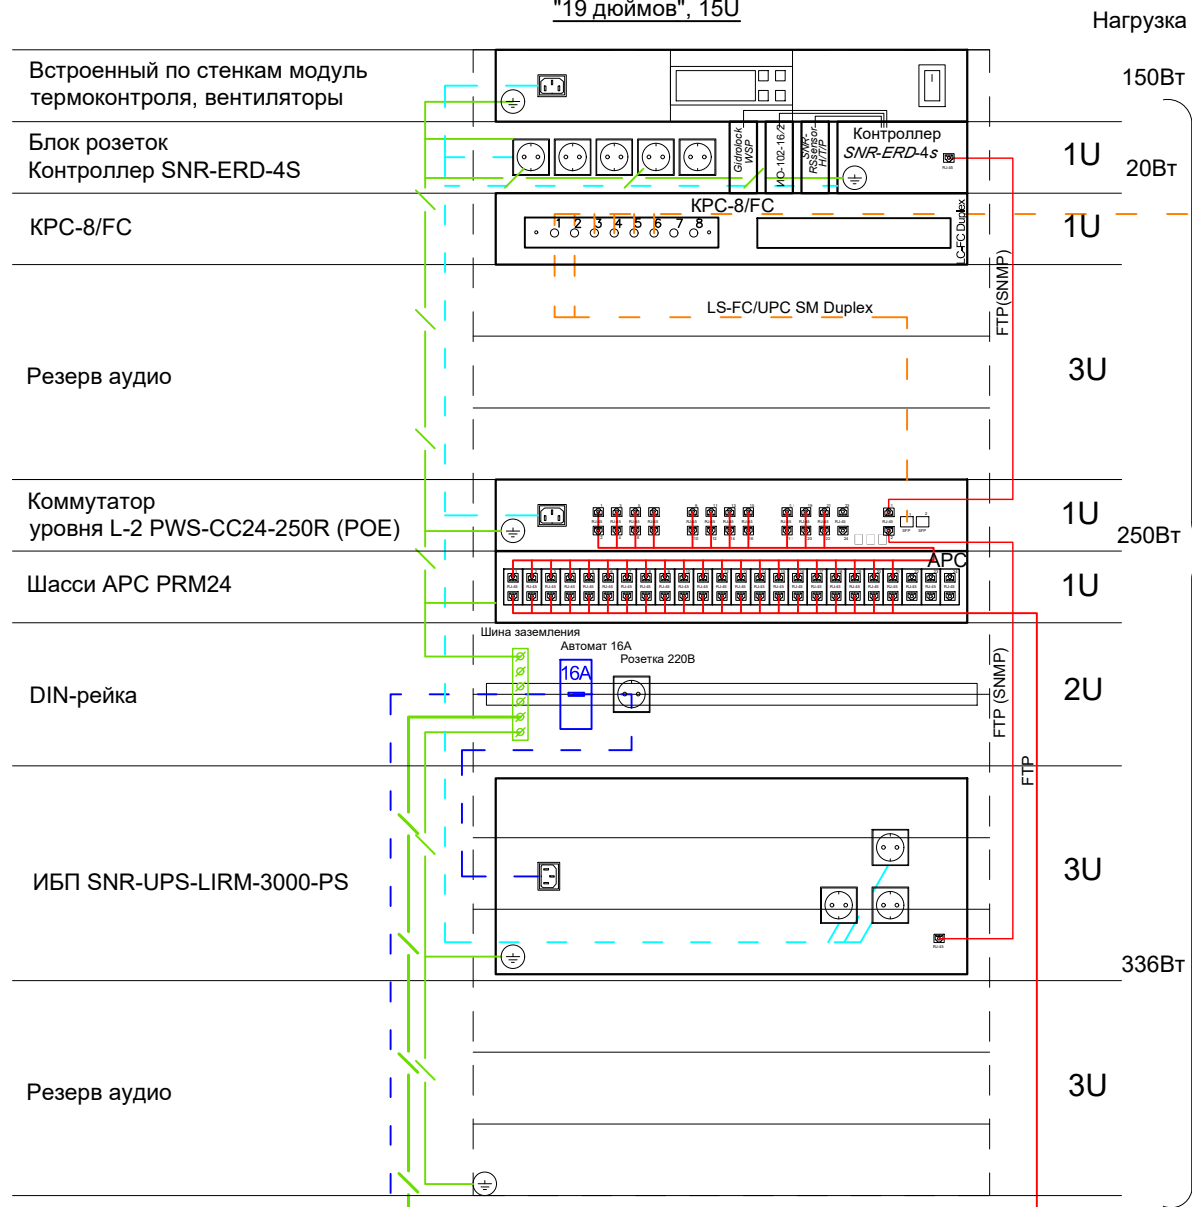 "19 дюймов", 15U
Нагрузка
Встроенный по стенкам модуль
термоконтроля, вентиляторы
150Вт
Блок розеток
Контроллер SNR-ERD-4S
Gidrolock
WSP
ИО-102-16/2
SNR-
RSsensor-
H/T/P
Контроллер
SNR-ERD-4s
RJ-45
1U
20Вт
КРС-8/FC
КРС-8/FC
1 2 3 4 5 6 7 8
LC-FC Duplex
1U
LS-FC/UPC SM Duplex
FTP(SNMP)
Резерв аудио
3U
Коммутатор
уровня L-2 PWS-CC24-250R (POE)
1U
250Вт
Шасси APC PRM24
APC
1U
Шина заземления
Автомат 16А
Розетка 220В
16А
DIN-рейка
2U
FTP (SNMP)
FTP
ИБП SNR-UPS-LIRM-3000-PS
RJ-45
3U
336Вт
Резерв аудио
3U